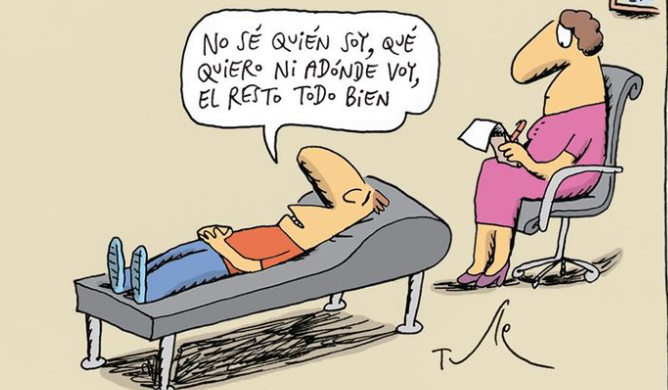 NO SÉ QUIÉN SOY, QUÉ
QUIERO NI ADÓNDE VOY,
EL RESTO TODO BIEN